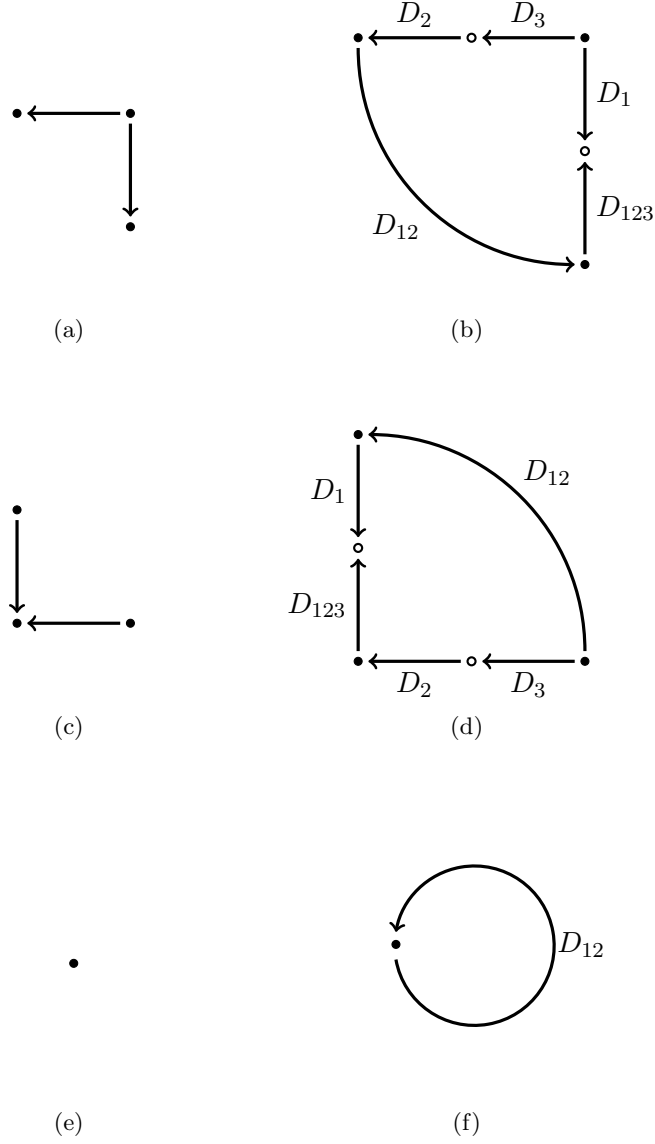 D₂ D₃
D₁
D₁₂₃
D₁₂
(a) (b)
D₁₂
D₁
D₁₂₃
D₂ D₃
(c) (d)
D₁₂
(e) (f)